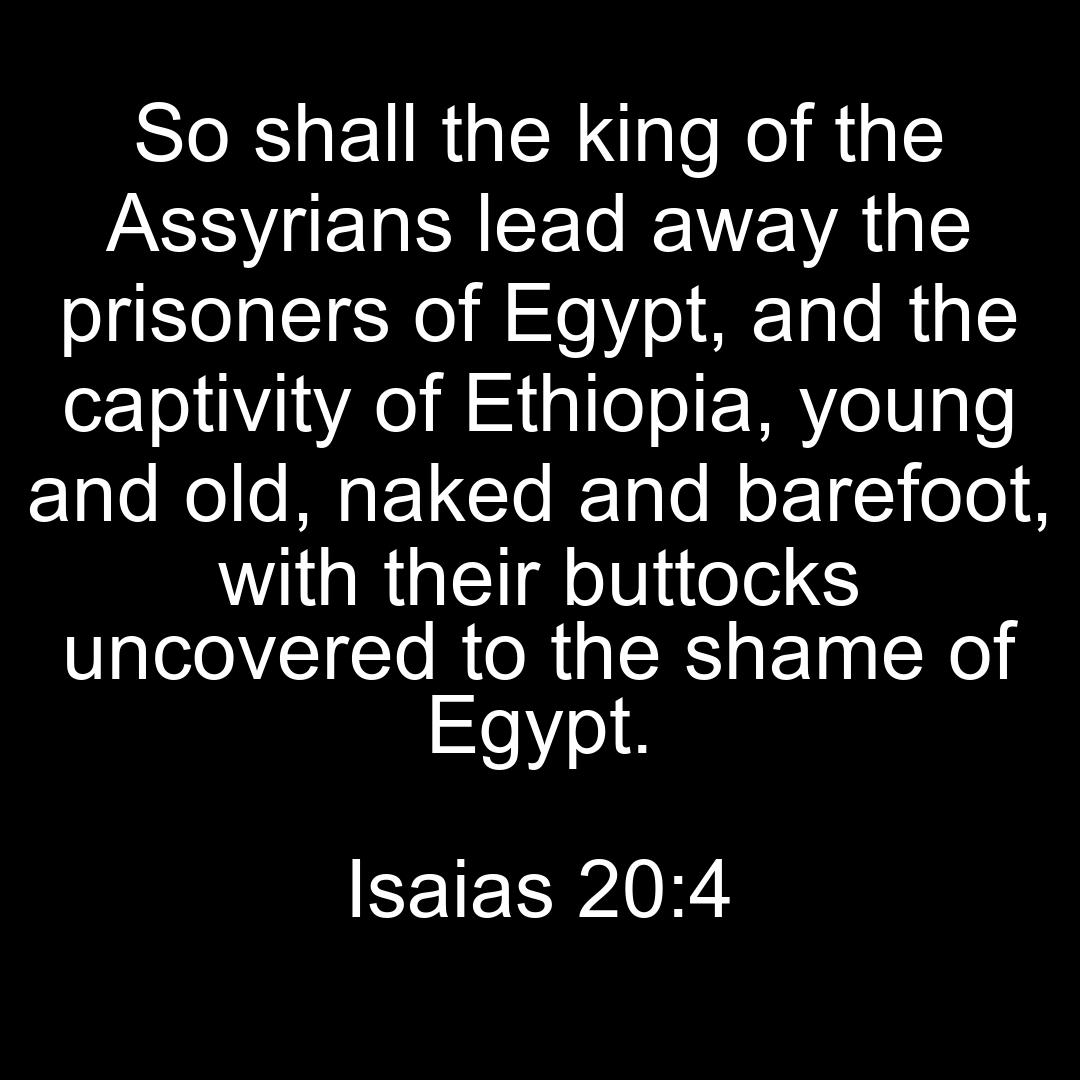 So shall the king of the
Assyrians lead away the
prisoners of Egypt, and the
captivity of Ethiopia, young
and old, naked and barefoot,
with their buttocks
uncovered to the shame of
Egypt.
Isaias 20:4